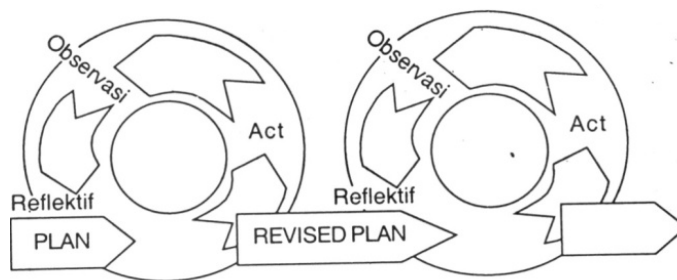 Observasi
Act
Reflektif
PLAN
Observasi
Act
Reflektif
REVISED PLAN